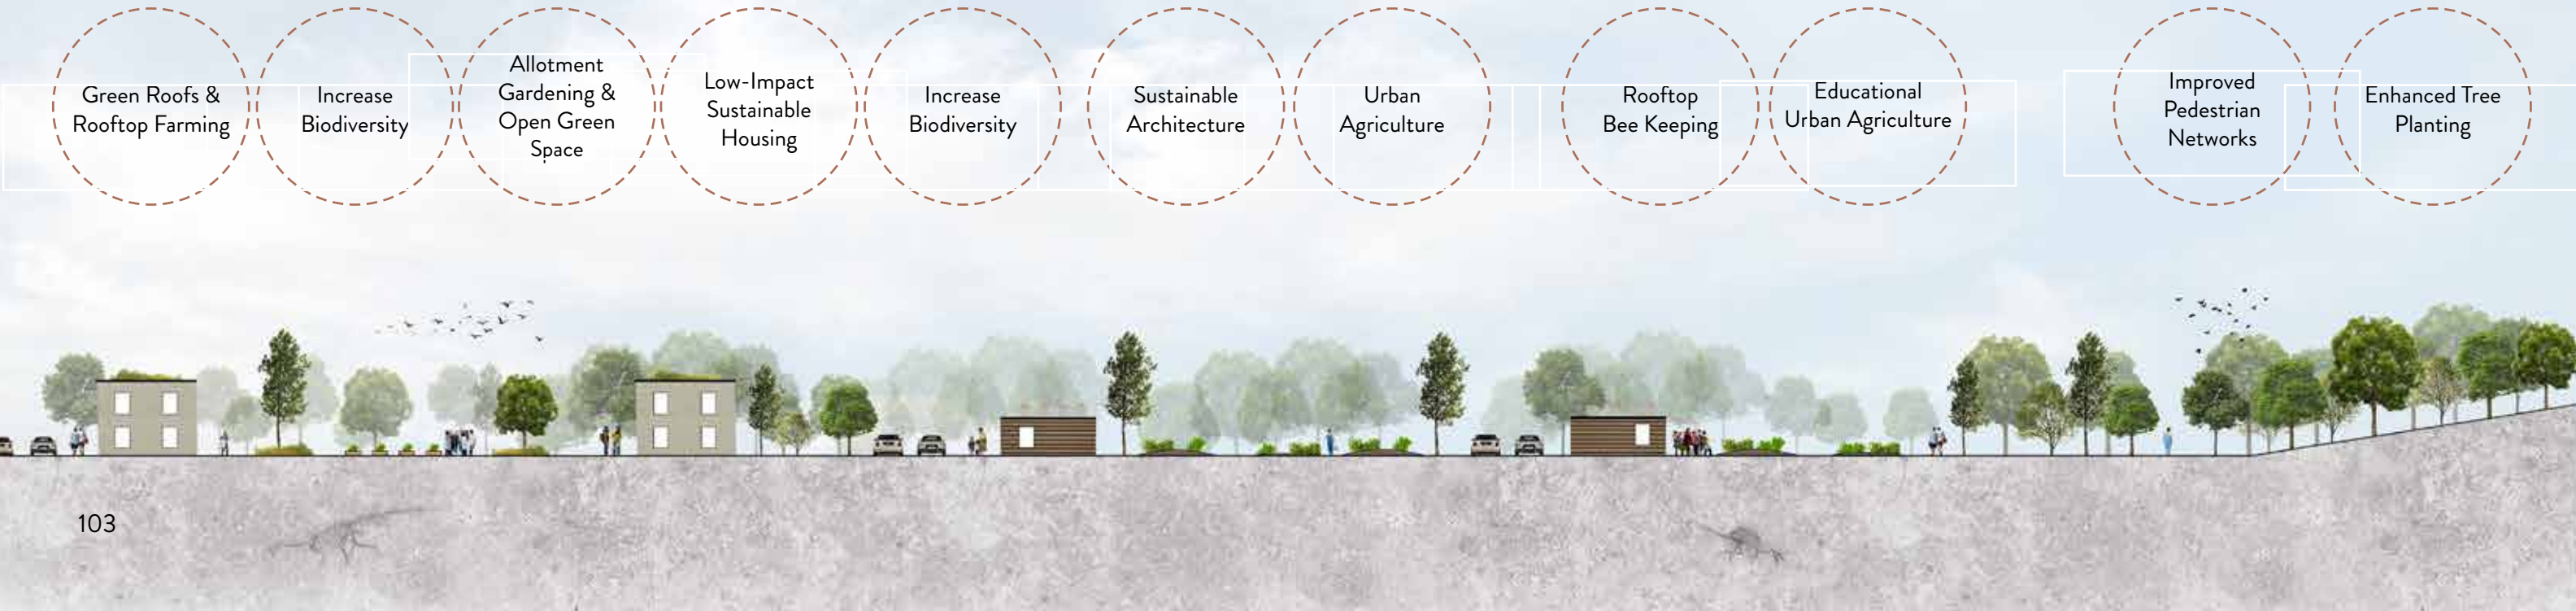 Green Roofs &
Rooftop Farming
Increase
Biodiversity
Allotment
Gardening &
Open Green
Space
Low-Impact
Sustainable
Housing
Increase
Biodiversity
Sustainable
Architecture
Urban
Agriculture
Rooftop
Bee Keeping
Educational
Urban Agriculture
Improved
Pedestrian
Networks
Enhanced Tree
Planting
103